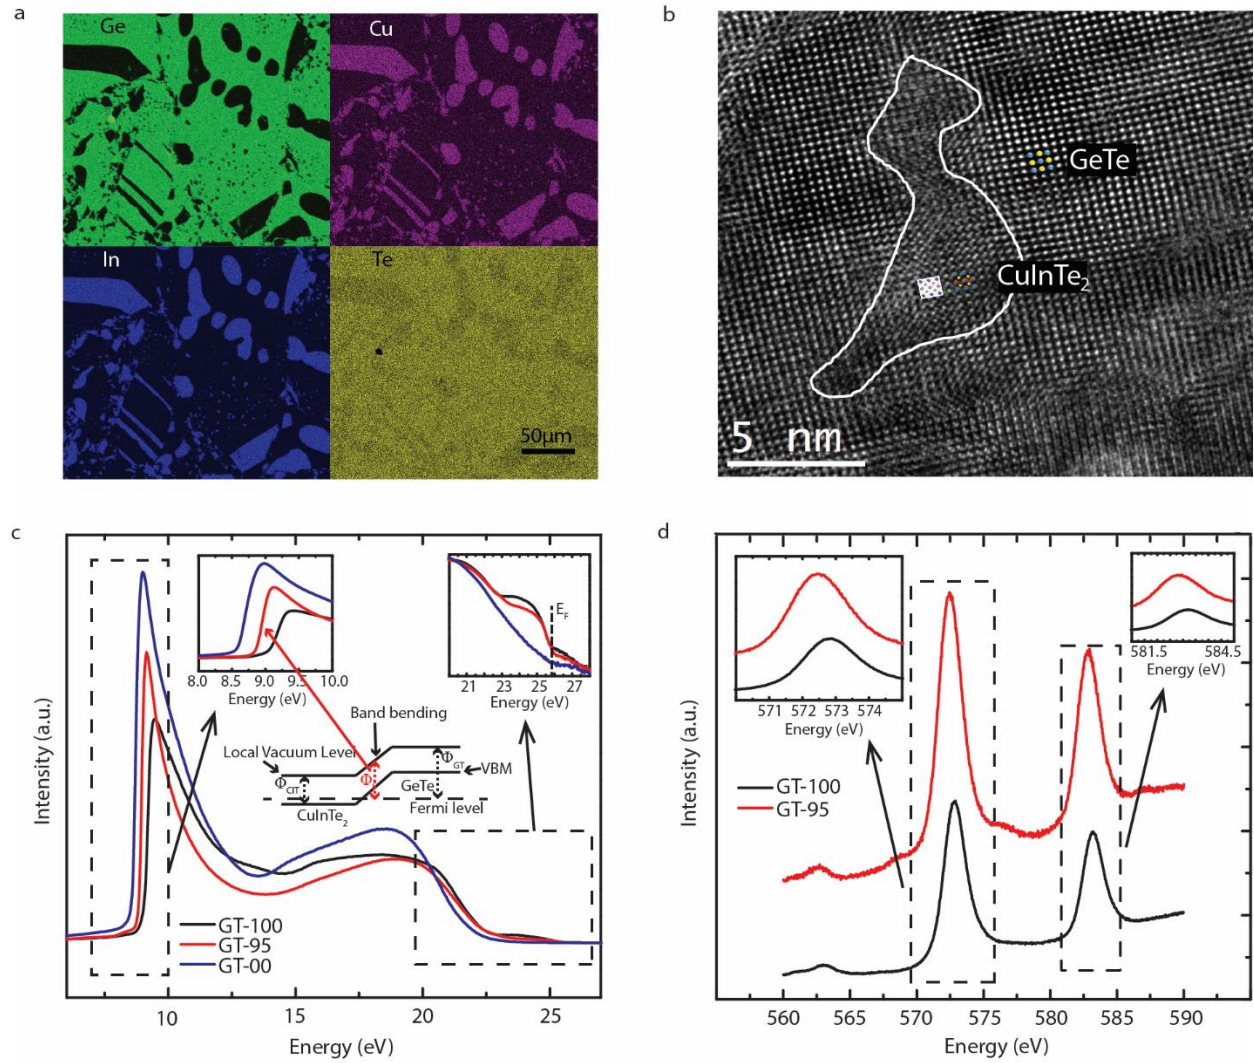 a
Ge
Cu
In
Te
50μm
b
GeTe
CuInTe2
5 nm
c
Intensity (a.u.)
8.0 8.5 9.0 9.5 10.0
Energy (eV)
EF
21 23 25 27
Energy (eV)
Band bending
Local Vacuum Level
ΦCIT
Φ
ΦGT
VBM
GeTe
CuInTe2
Fermi level
GT-100
GT-95
GT-00
10 15 20 25
Energy (eV)
d
Intensity (a.u.)
571 572 573 574
Energy (eV)
581.5 584.5
Energy (eV)
GT-100
GT-95
560 565 570 575 580 585 590
Energy (eV)